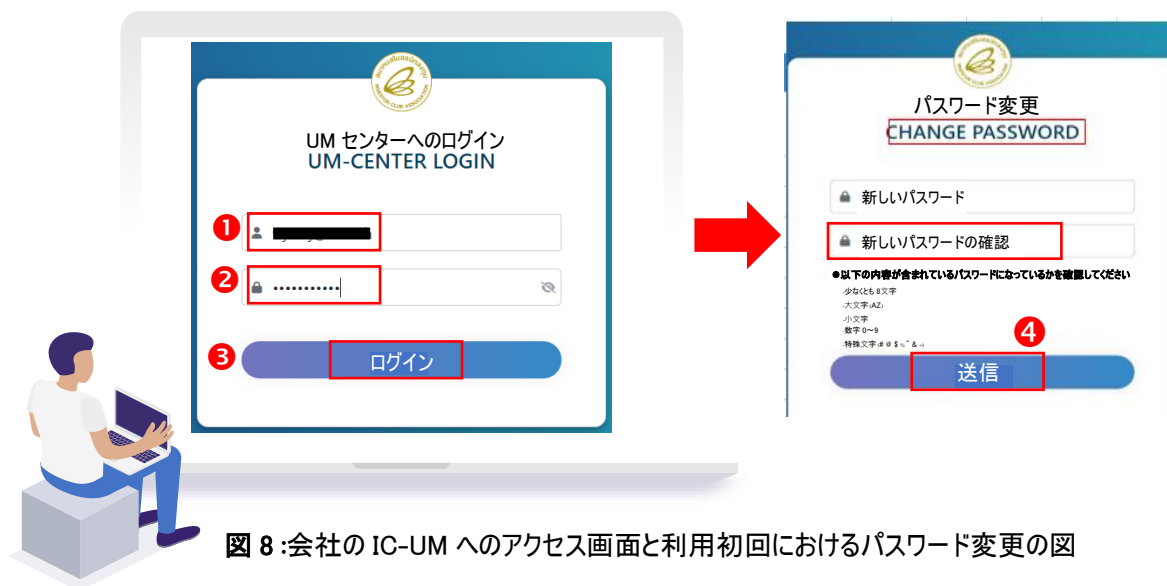 UM センターへのログイン
UM-CENTER LOGIN
❶
❷
•••••••••••
❸ ログイン
INVESTOR CLUB ASSOCIATION
パスワード変更
CHANGE PASSWORD
新しいパスワード
新しいパスワードの確認
●以下の内容が含まれているパスワードになっているかを確認してください
-少なくとも 8文字
-大文字(AZ)
-小文字
-数字 0～9
❹
送信
図 8 :会社の IC-UM へのアクセス画面と利用初回におけるパスワード変更の図